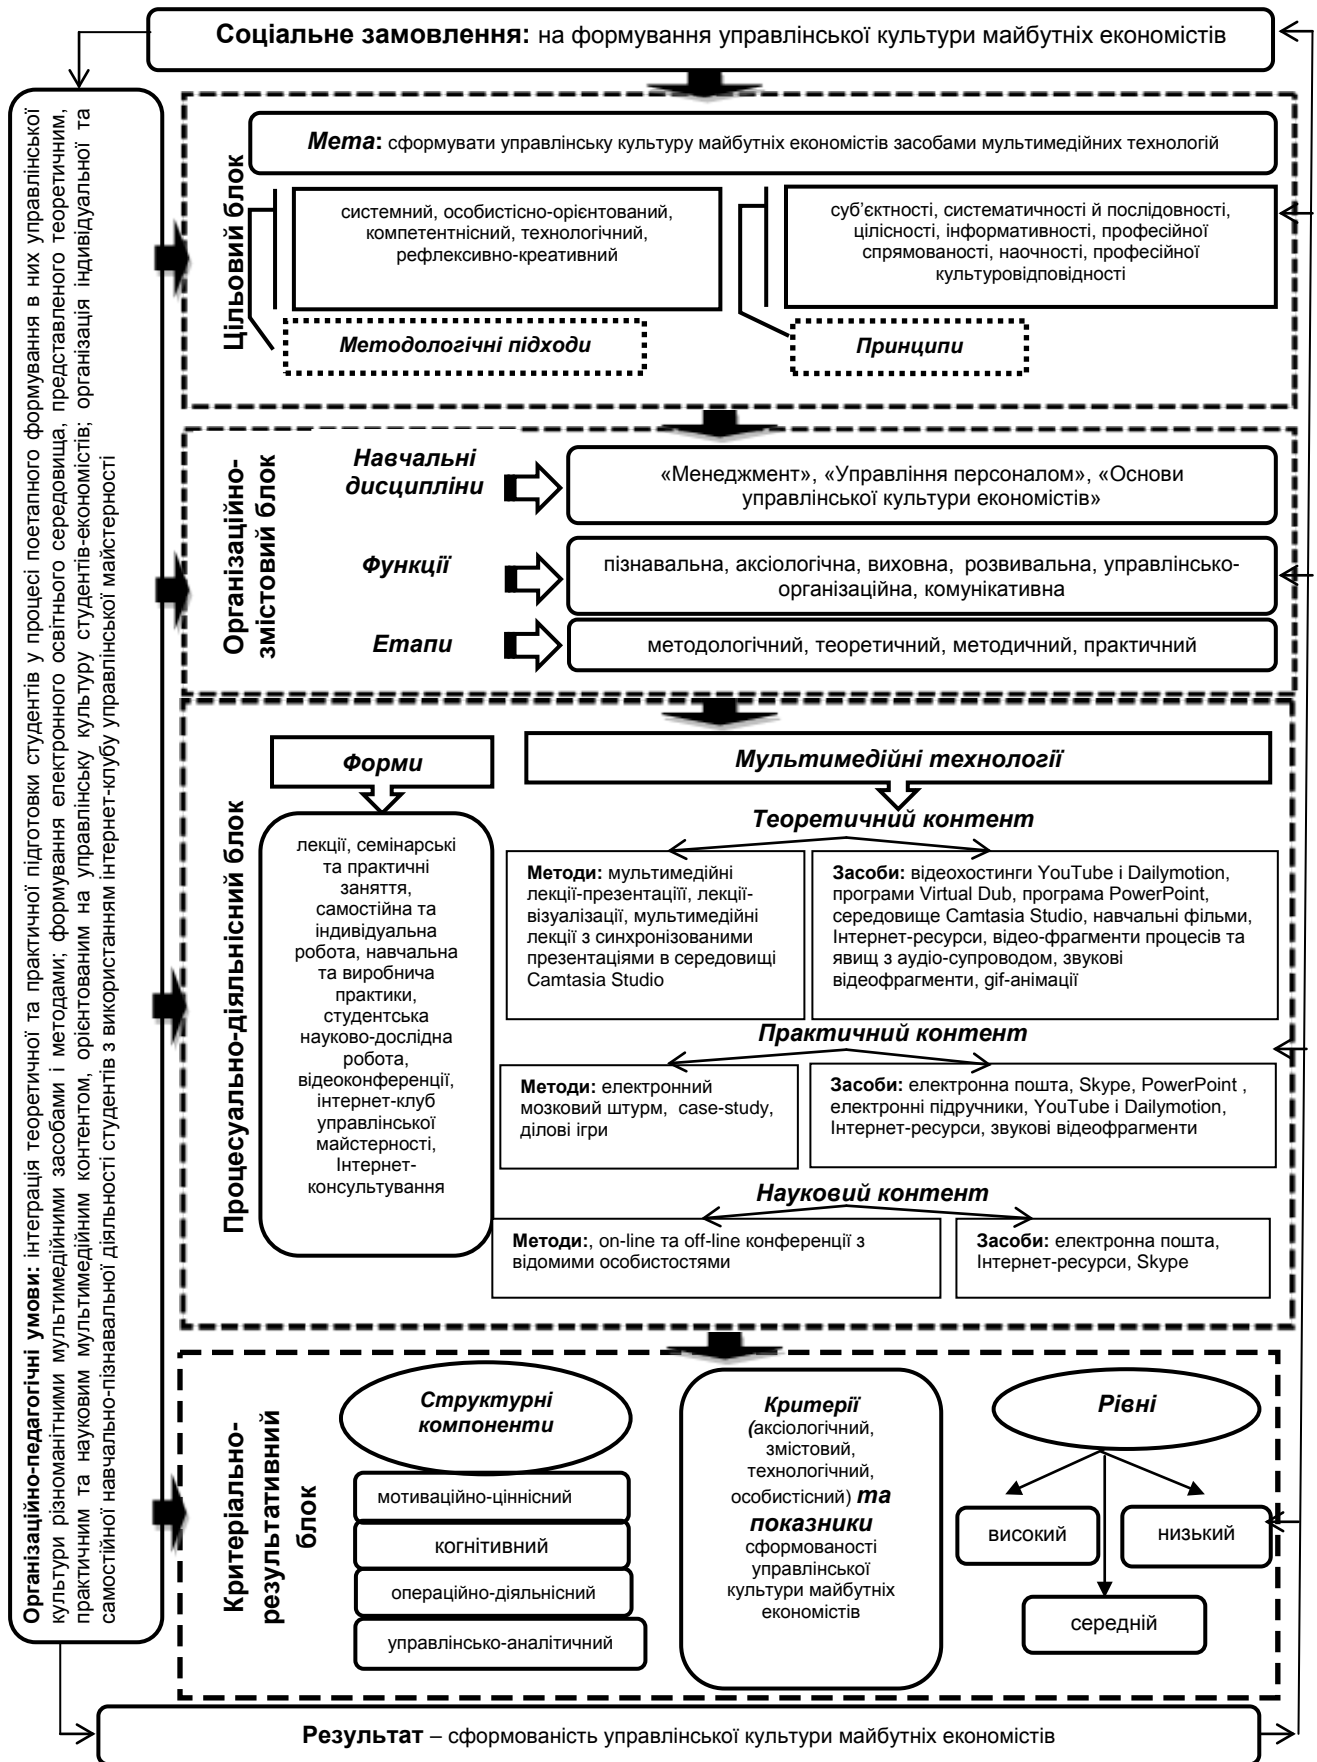 Соціальне замовлення: на формування управлінської культури майбутніх економістів
Організаційно-педагогічні умови: інтеграція теоретичної та практичної підготовки студентів у процесі поетапного формування в них управлінської
культури різноманітними мультимедійними засобами і методами; формування електронного освітнього середовища, представленого теоретичним,
практичним та науковим мультимедійним контентом, орієнтованим на управлінську культуру студентів-економістів; організація індивідуальної та
самостійної навчально-пізнавальної діяльності студентів з використанням інтернет-клубу управлінської майстерності
Цільовий блок
Мета: сформувати управлінську культуру майбутніх економістів засобами мультимедійних технологій
системний, особистісно-орієнтований,
компетентнісний, технологічний,
рефлексивно-креативний
Методологічні підходи
суб’єктності, систематичності й послідовності,
цілісності, інформативності, професійної
спрямованості, наочності, професійної
культуровідповідності
Принципи
Організаційно-
змістовий блок
Навчальні
дисципліни
«Менеджмент», «Управління персоналом», «Основи
управлінської культури економістів»
Функції
пізнавальна, аксіологічна, виховна, розвивальна, управлінсько-
організаційна, комунікативна
Етапи
методологічний, теоретичний, методичний, практичний
Процесуально-діяльнісний блок
Форми
лекції, семінарські
та практичні
заняття,
самостійна та
індивідуальна
робота, навчальна
та виробнича
практики,
студентська
науково-дослідна
робота,
відеоконференції,
інтернет-клуб
управлінської
майстерності,
Інтернет-
консультування
Мультимедійні технології
Теоретичний контент
Методи: мультимедійні
лекції-презентаціїї, лекції-
візуалізації, мультимедійні
лекції з синхронізованими
презентаціями в середовищі
Camtasia Studio
Засоби: відеохостинги YouTube і Dailymotion,
програми Virtual Dub, програма PowerPoint,
середовище Camtasia Studio, навчальні фільми,
Інтернет-ресурси, відео-фрагменти процесів та
явищ з аудіо-супроводом, звукові
відеофрагменти, gif-анімації
Практичний контент
Методи: електронний
мозковий штурм, case-study,
ділові ігри
Засоби: електронна пошта, Skype, PowerPoint ,
електронні підручники, YouTube і Dailymotion,
Інтернет-ресурси, звукові відеофрагменти
Науковий контент
Методи:, on-line та off-line конференції з
відомими особистостями
Засоби: електронна пошта,
Інтернет-ресурси, Skype
Критеріально-
результативний
блок
Структурні
компоненти
мотиваційно-ціннісний
когнітивний
операційно-діяльнісний
управлінсько-аналітичний
Критерії
(аксіологічний,
змістовий,
технологічний,
особистісний) та
показники
сформованості
управлінської
культури майбутніх
економістів
Рівні
високий
низький
середній
Результат – сформованість управлінської культури майбутніх економістів